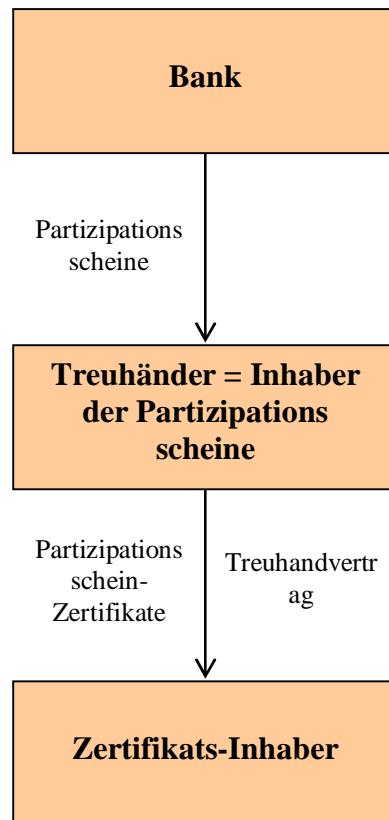 Bank
Partizipations
scheine
Treuhänder = Inhaber
der Partizipations
scheine
Partizipations
schein-
Zertifikate
Treuhandvertr
ag
Zertifikats-Inhaber